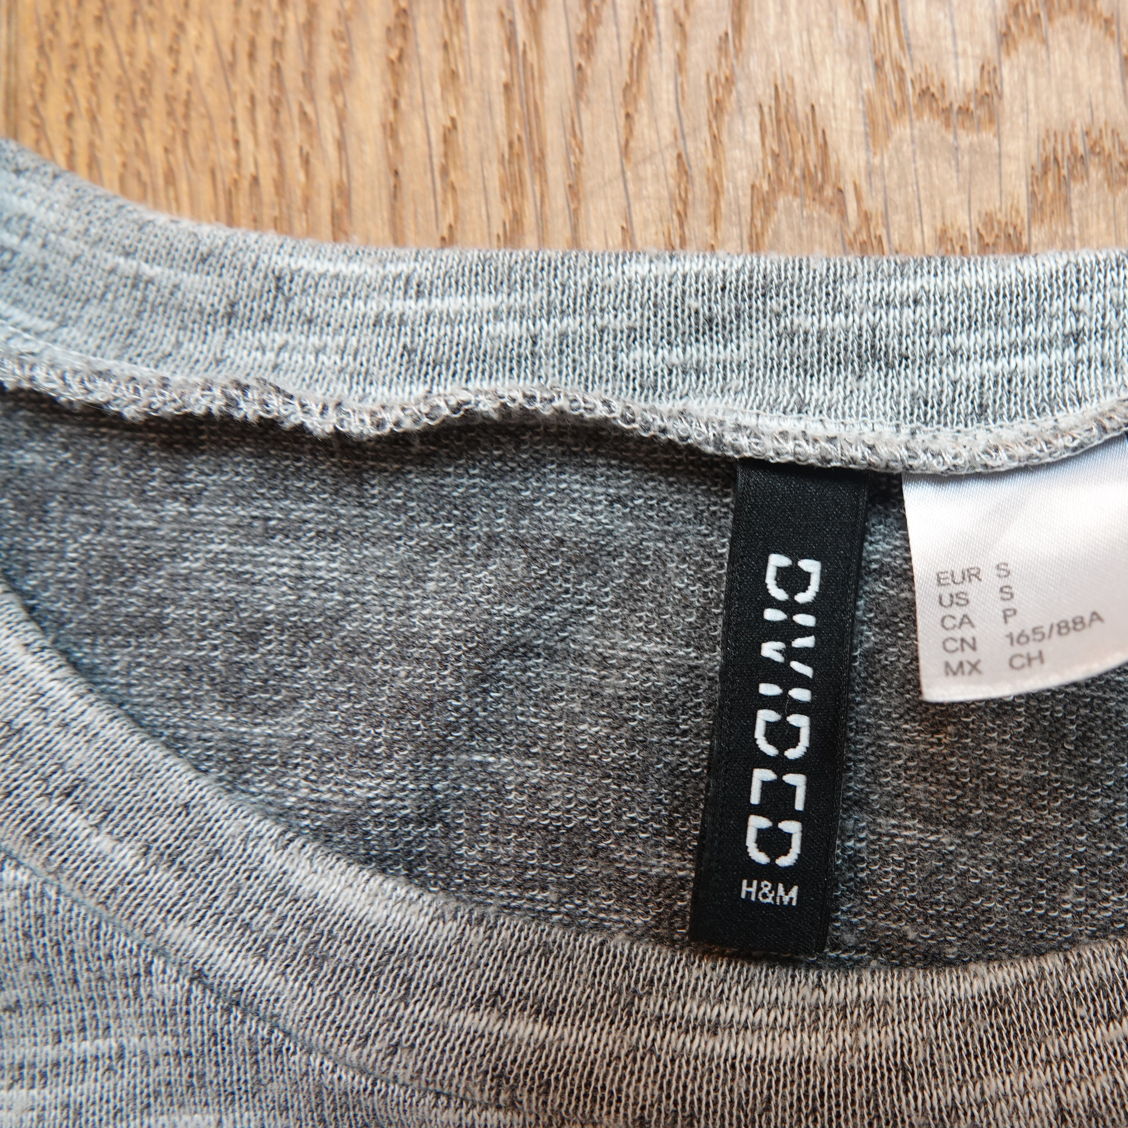 DIVIDED
H&M
EUR S
US S
CA P
CN 165/88A
MX CH